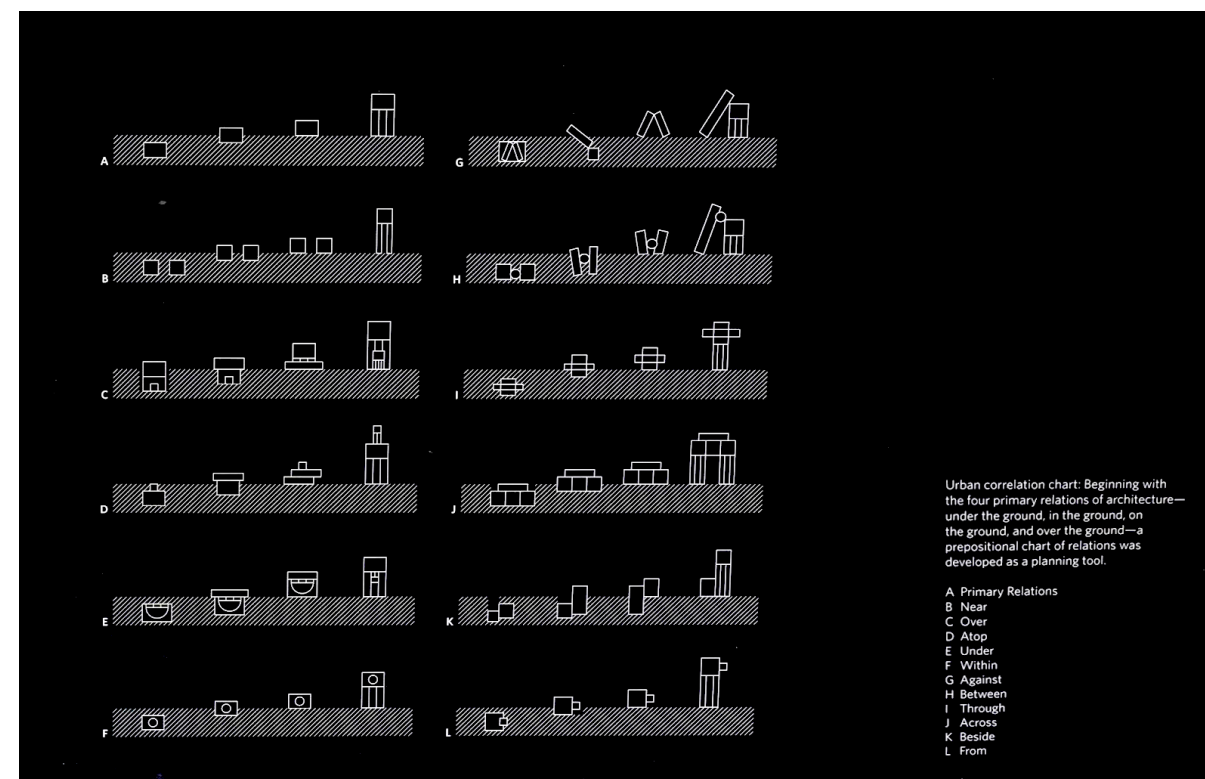 A
B
C
D
E
F
G
H
I
J
K
L
Urban correlation chart: Beginning with
the four primary relations of architecture—
under the ground, in the ground, on
the ground, and over the ground—a
prepositional chart of relations was
developed as a planning tool.
A Primary Relations
B Near
C Over
D Atop
E Under
F Within
G Against
H Between
I Through
J Across
K Beside
L From